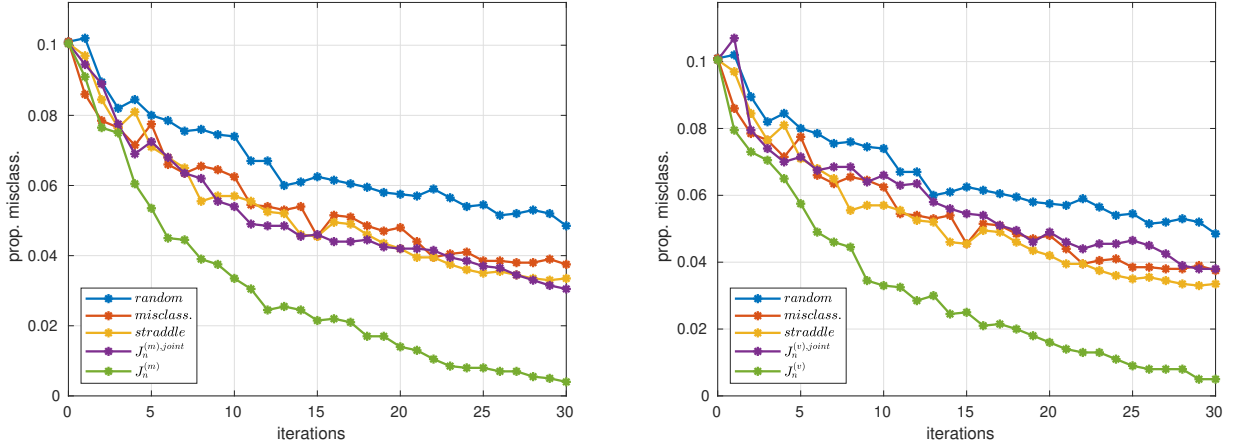 prop. misclass.
0.1
0.08
0.06
0.04
0.02
0
random
misclass.
straddle
J_n^{(m),joint}
J_n^{(m)}
0 5 10 15 20 25 30
iterations
prop. misclass.
0.1
0.08
0.06
0.04
0.02
0
random
misclass.
straddle
J_n^{(v),joint}
J_n^{(v)}
0 5 10 15 20 25 30
iterations